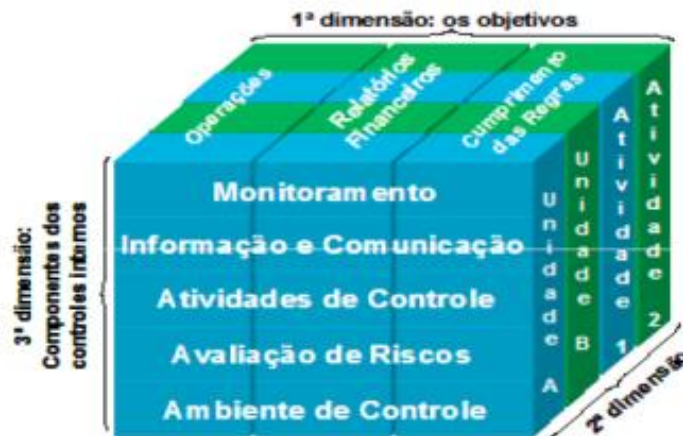 1ª dimensão: os objetivos
Operações
Relatórios
Financeiros
Cumprimento
das Regras
3ª dimensão:
Componentes dos
controles internos
Monitoramento
Informação e Comunicação
Atividades de Controle
Avaliação de Riscos
Ambiente de Controle
Unidade A
Unidade B
Atividade 1
Atividade 2
2ª dimensão